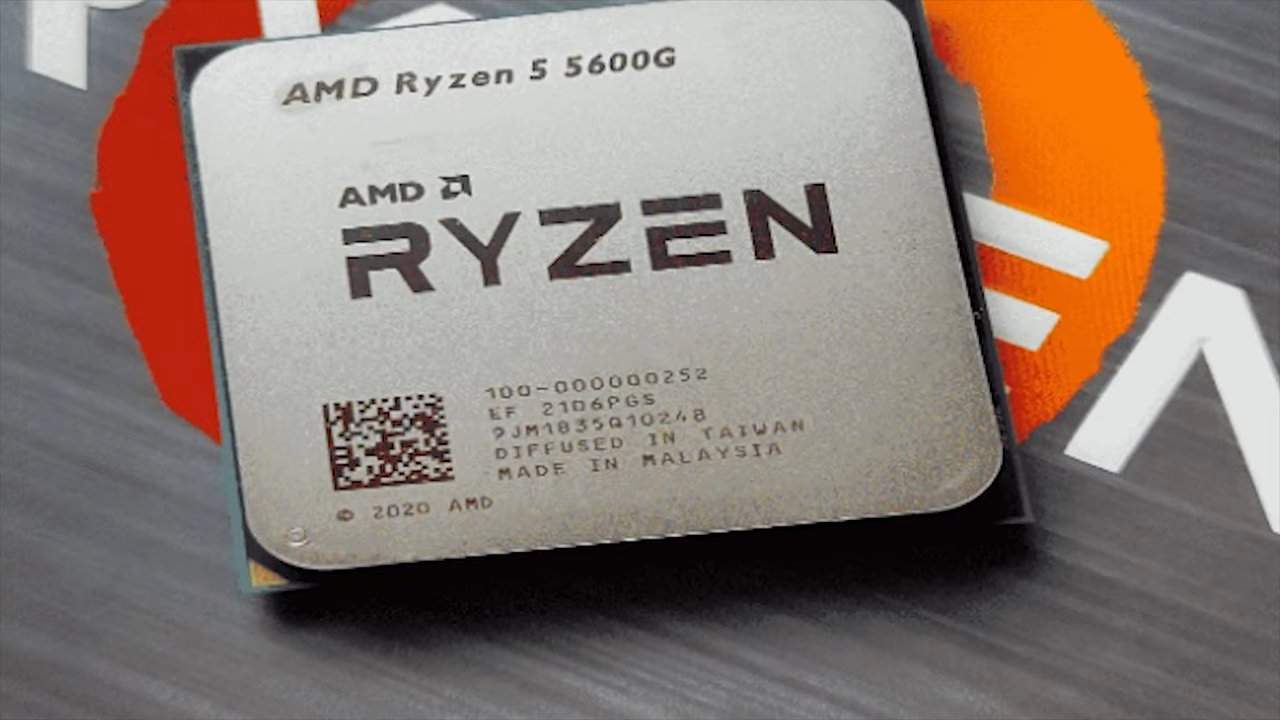 AMD Ryzen 5 5600G
AMD
RYZEN
100-000000252
EF 2106PGS
9JM1835Q10248
DIFFUSED IN TAIWAN
MADE IN MALAYSIA
© 2020 AMD